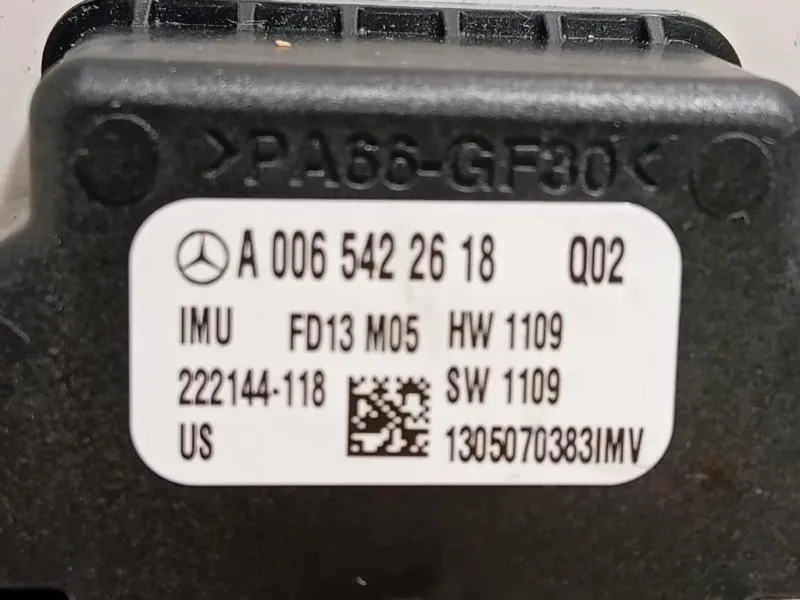 >PA66-GF30<
A 006 542 26 18 Q02
IMU FD13 M05 HW 1109
222144-118 SW 1109
US 1305070383IMV